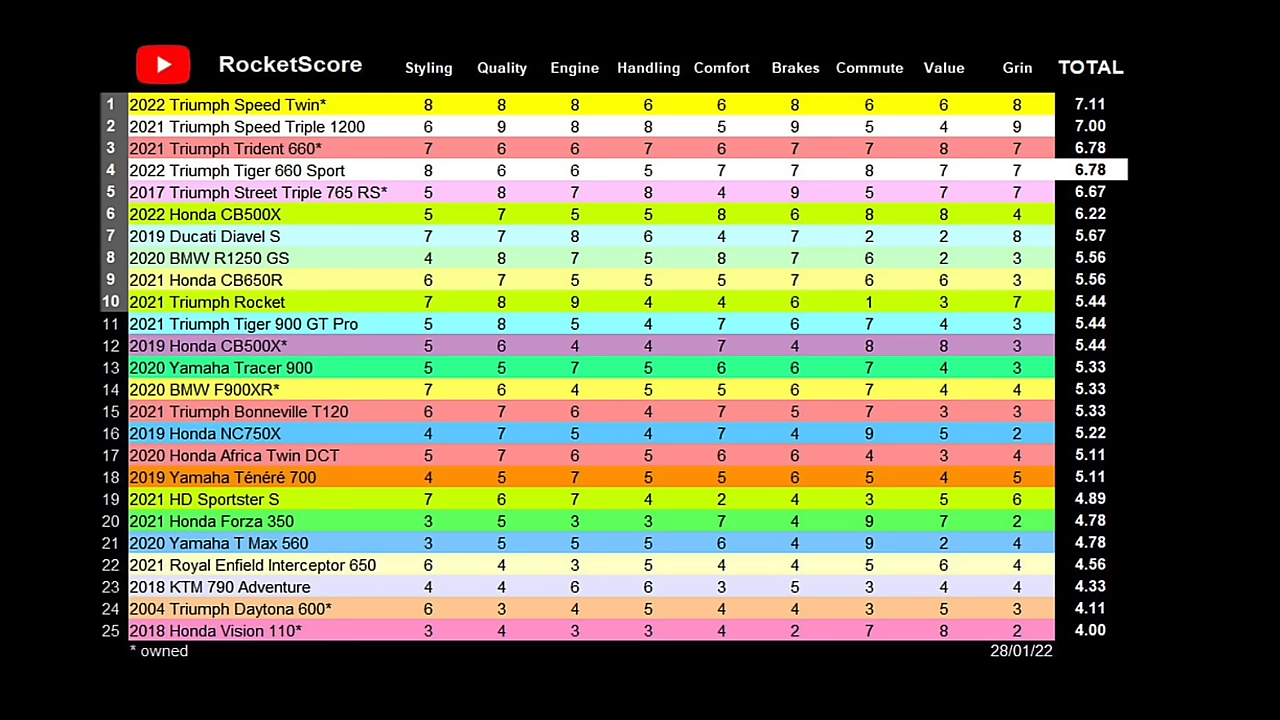 RocketScore Styling Quality Engine Handling Comfort Brakes Commute Value Grin TOTAL
1 2022 Triumph Speed Twin* 8 8 8 6 6 8 6 6 8 7.11
2 2021 Triumph Speed Triple 1200 6 9 8 8 5 9 5 4 9 7.00
3 2021 Triumph Trident 660* 7 6 6 7 6 7 7 8 7 6.78
4 2022 Triumph Tiger 660 Sport 8 6 6 5 7 7 8 7 7 6.78
5 2017 Triumph Street Triple 765 RS* 5 8 7 8 4 9 5 7 7 6.67
6 2022 Honda CB500X 5 7 5 5 8 6 8 8 4 6.22
7 2019 Ducati Diavel S 7 7 8 6 4 7 2 2 8 5.67
8 2020 BMW R1250 GS 4 8 7 5 8 7 6 2 3 5.56
9 2021 Honda CB650R 6 7 5 5 5 7 6 6 3 5.56
10 2021 Triumph Rocket 7 8 9 4 4 6 1 3 7 5.44
11 2021 Triumph Tiger 900 GT Pro 5 8 5 4 7 6 7 4 3 5.44
12 2019 Honda CB500X* 5 6 4 4 7 4 8 8 3 5.44
13 2020 Yamaha Tracer 900 5 5 7 5 6 6 7 4 3 5.33
14 2020 BMW F900XR* 7 6 4 5 5 6 7 4 4 5.33
15 2021 Triumph Bonneville T120 6 7 6 4 7 5 7 3 3 5.33
16 2019 Honda NC750X 4 7 5 4 7 4 9 5 2 5.22
17 2020 Honda Africa Twin DCT 5 7 6 5 6 6 4 3 4 5.11
18 2019 Yamaha Ténéré 700 4 5 7 5 5 6 5 4 5 5.11
19 2021 HD Sportster S 7 6 7 4 2 4 3 5 6 4.89
20 2021 Honda Forza 350 3 5 3 3 7 4 9 7 2 4.78
21 2020 Yamaha T Max 560 3 5 5 5 6 4 9 2 4 4.78
22 2021 Royal Enfield Interceptor 650 6 4 3 5 4 4 5 6 4 4.56
23 2018 KTM 790 Adventure 4 4 6 6 3 5 3 4 4 4.33
24 2004 Triumph Daytona 600* 6 3 4 5 4 4 3 5 3 4.11
25 2018 Honda Vision 110* 3 4 3 3 4 2 7 8 2 4.00
* owned 28/01/22